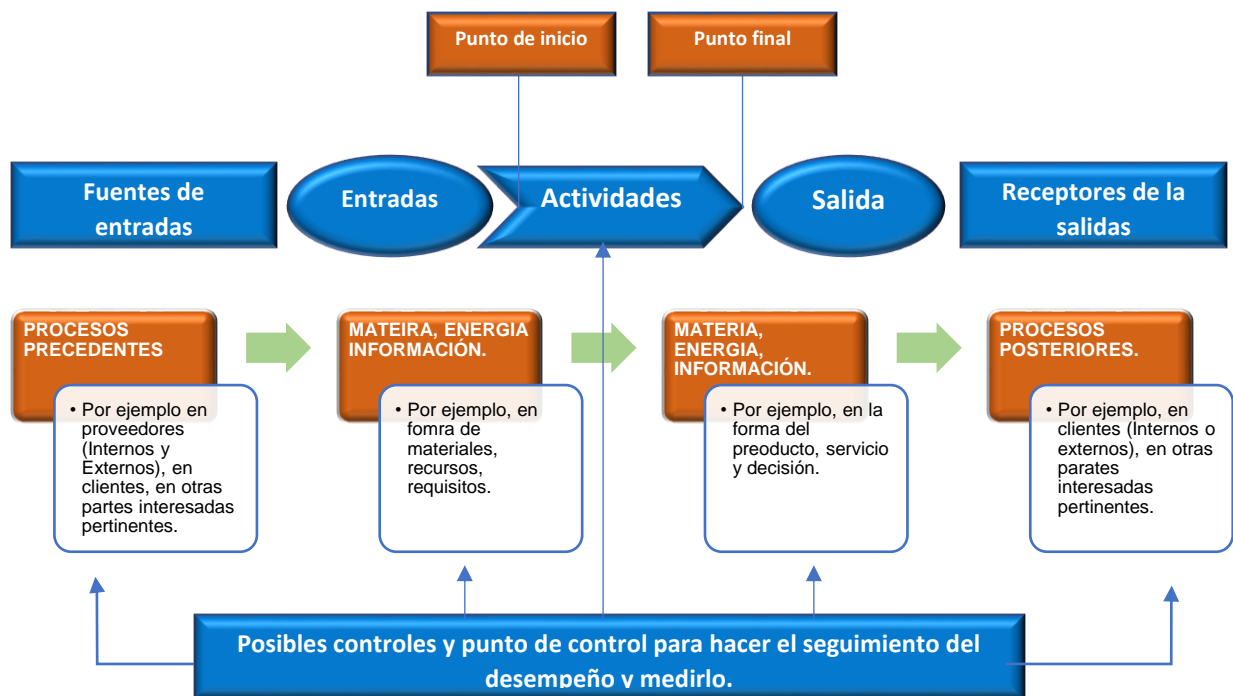 Punto de inicio
Punto final
Fuentes de
entradas
Entradas
Actividades
Salida
Receptores de la
salidas
PROCESOS
PRECEDENTES
• Por ejemplo en
proveedores
(Internos y
Externos), en
clientes, en otras
partes interesadas
pertinentes.
MATEIRA, ENERGIA
INFORMACIÓN.
• Por ejemplo, en
fomra de
materiales,
recursos,
requisitos.
MATERIA,
ENERGIA,
INFORMACIÓN.
• Por ejemplo, en la
forma del
preoducto, servicio
y decisión.
PROCESOS
POSTERIORES.
• Por ejemplo, en
clientes (Internos o
externos), en otras
parates
interesadas
pertinentes.
Posibles controles y punto de control para hacer el seguimiento del
desempeño y medirlo.